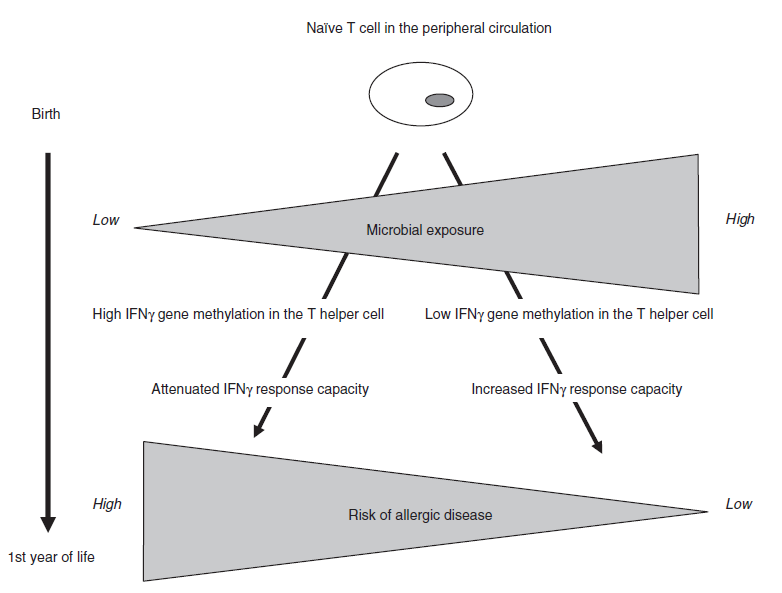 Naïve T cell in the peripheral circulation
Birth
Low
Microbial exposure
High
High IFNγ gene methylation in the T helper cell
Low IFNγ gene methylation in the T helper cell
Attenuated IFNγ response capacity
Increased IFNγ response capacity
High
Risk of allergic disease
Low
1st year of life